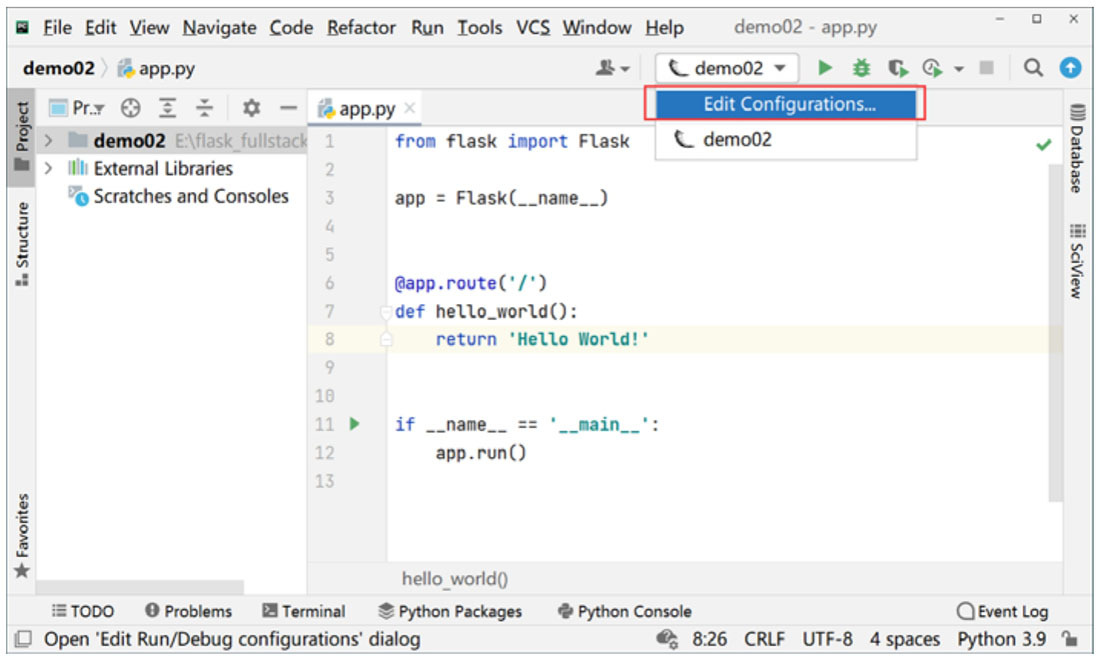 File Edit View Navigate Code Refactor Run Tools VCS Window Help demo02 - app.py
demo02 app.py demo02
Edit Configurations...
demo02
Project
Structure
Favorites
Pr..
demo02 E:\flask_fullstack
External Libraries
Scratches and Consoles
app.py
1 from flask import Flask
2
3 app = Flask(__name__)
4
5
6 @app.route('/')
7 def hello_world():
8 return 'Hello World!'
9
10
11 if __name__ == '__main__':
12 app.run()
13
hello_world()
Database
SciView
TODO Problems Terminal Python Packages Python Console Event Log
Open 'Edit Run/Debug configurations' dialog 8:26 CRLF UTF-8 4 spaces Python 3.9